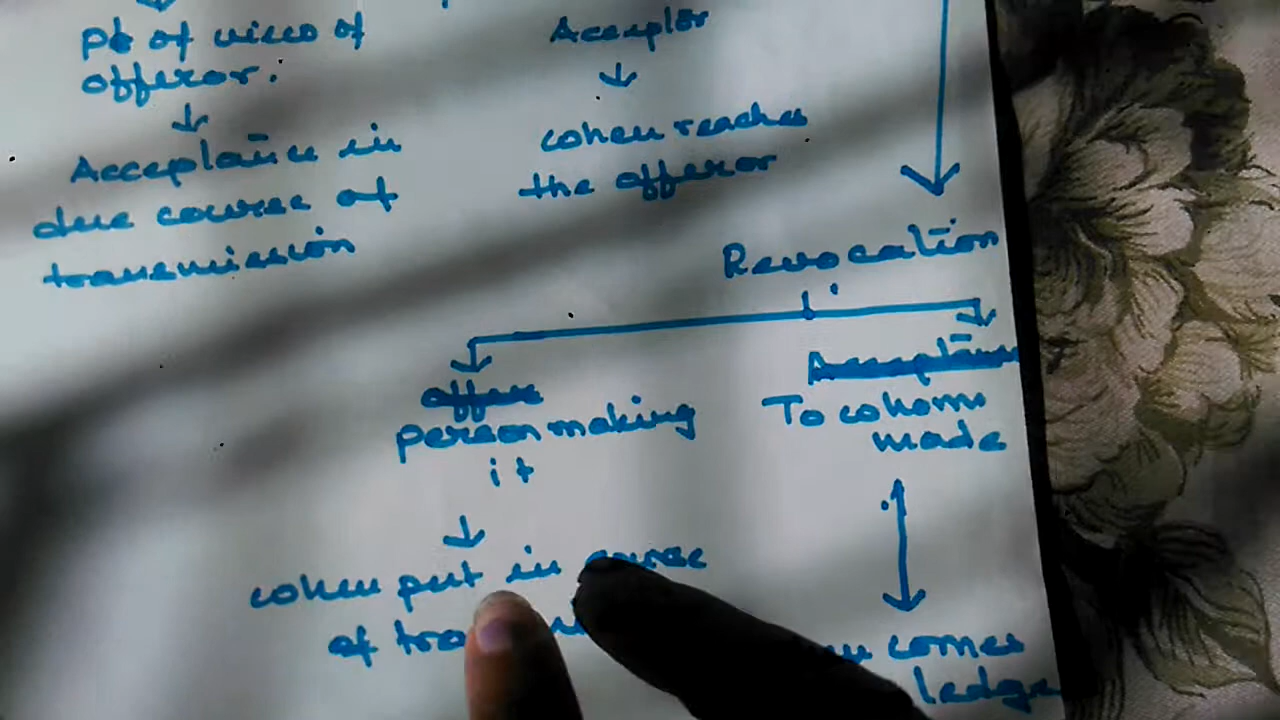 Pt of view of
offeror.
Acceptance in
due course of
transmission
Acceptor
when reaches
the offeror
Revocation
offer
person making
it
when put in course
of
Acceptance
To whom
made
comes